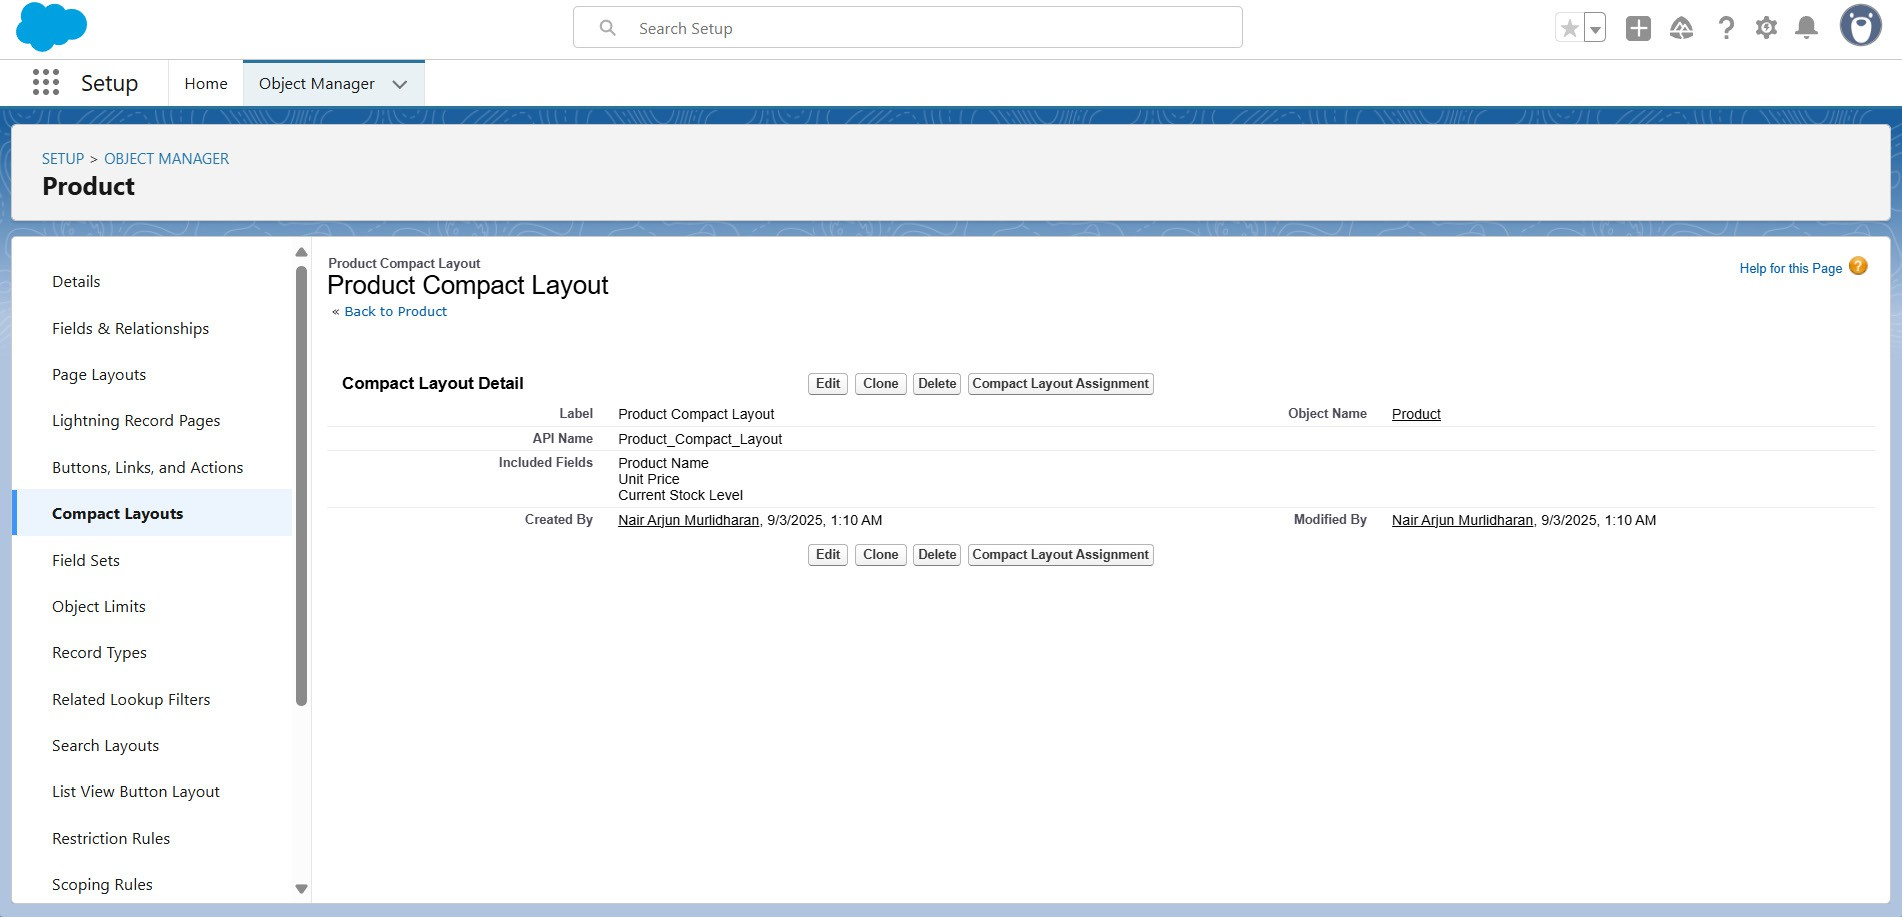 Search Setup
Setup
Home
Object Manager
SETUP > OBJECT MANAGER
Product
Details
Fields & Relationships
Page Layouts
Lightning Record Pages
Buttons, Links, and Actions
Compact Layouts
Field Sets
Object Limits
Record Types
Related Lookup Filters
Search Layouts
List View Button Layout
Restriction Rules
Scoping Rules
Product Compact Layout
Product Compact Layout
« Back to Product
Help for this Page ?
Compact Layout Detail
Edit Clone Delete Compact Layout Assignment
Label Product Compact Layout Object Name Product
API Name Product_Compact_Layout
Included Fields Product Name
Unit Price
Current Stock Level
Created By Nair Arjun Murlidharan, 9/3/2025, 1:10 AM Modified By Nair Arjun Murlidharan, 9/3/2025, 1:10 AM
Edit Clone Delete Compact Layout Assignment